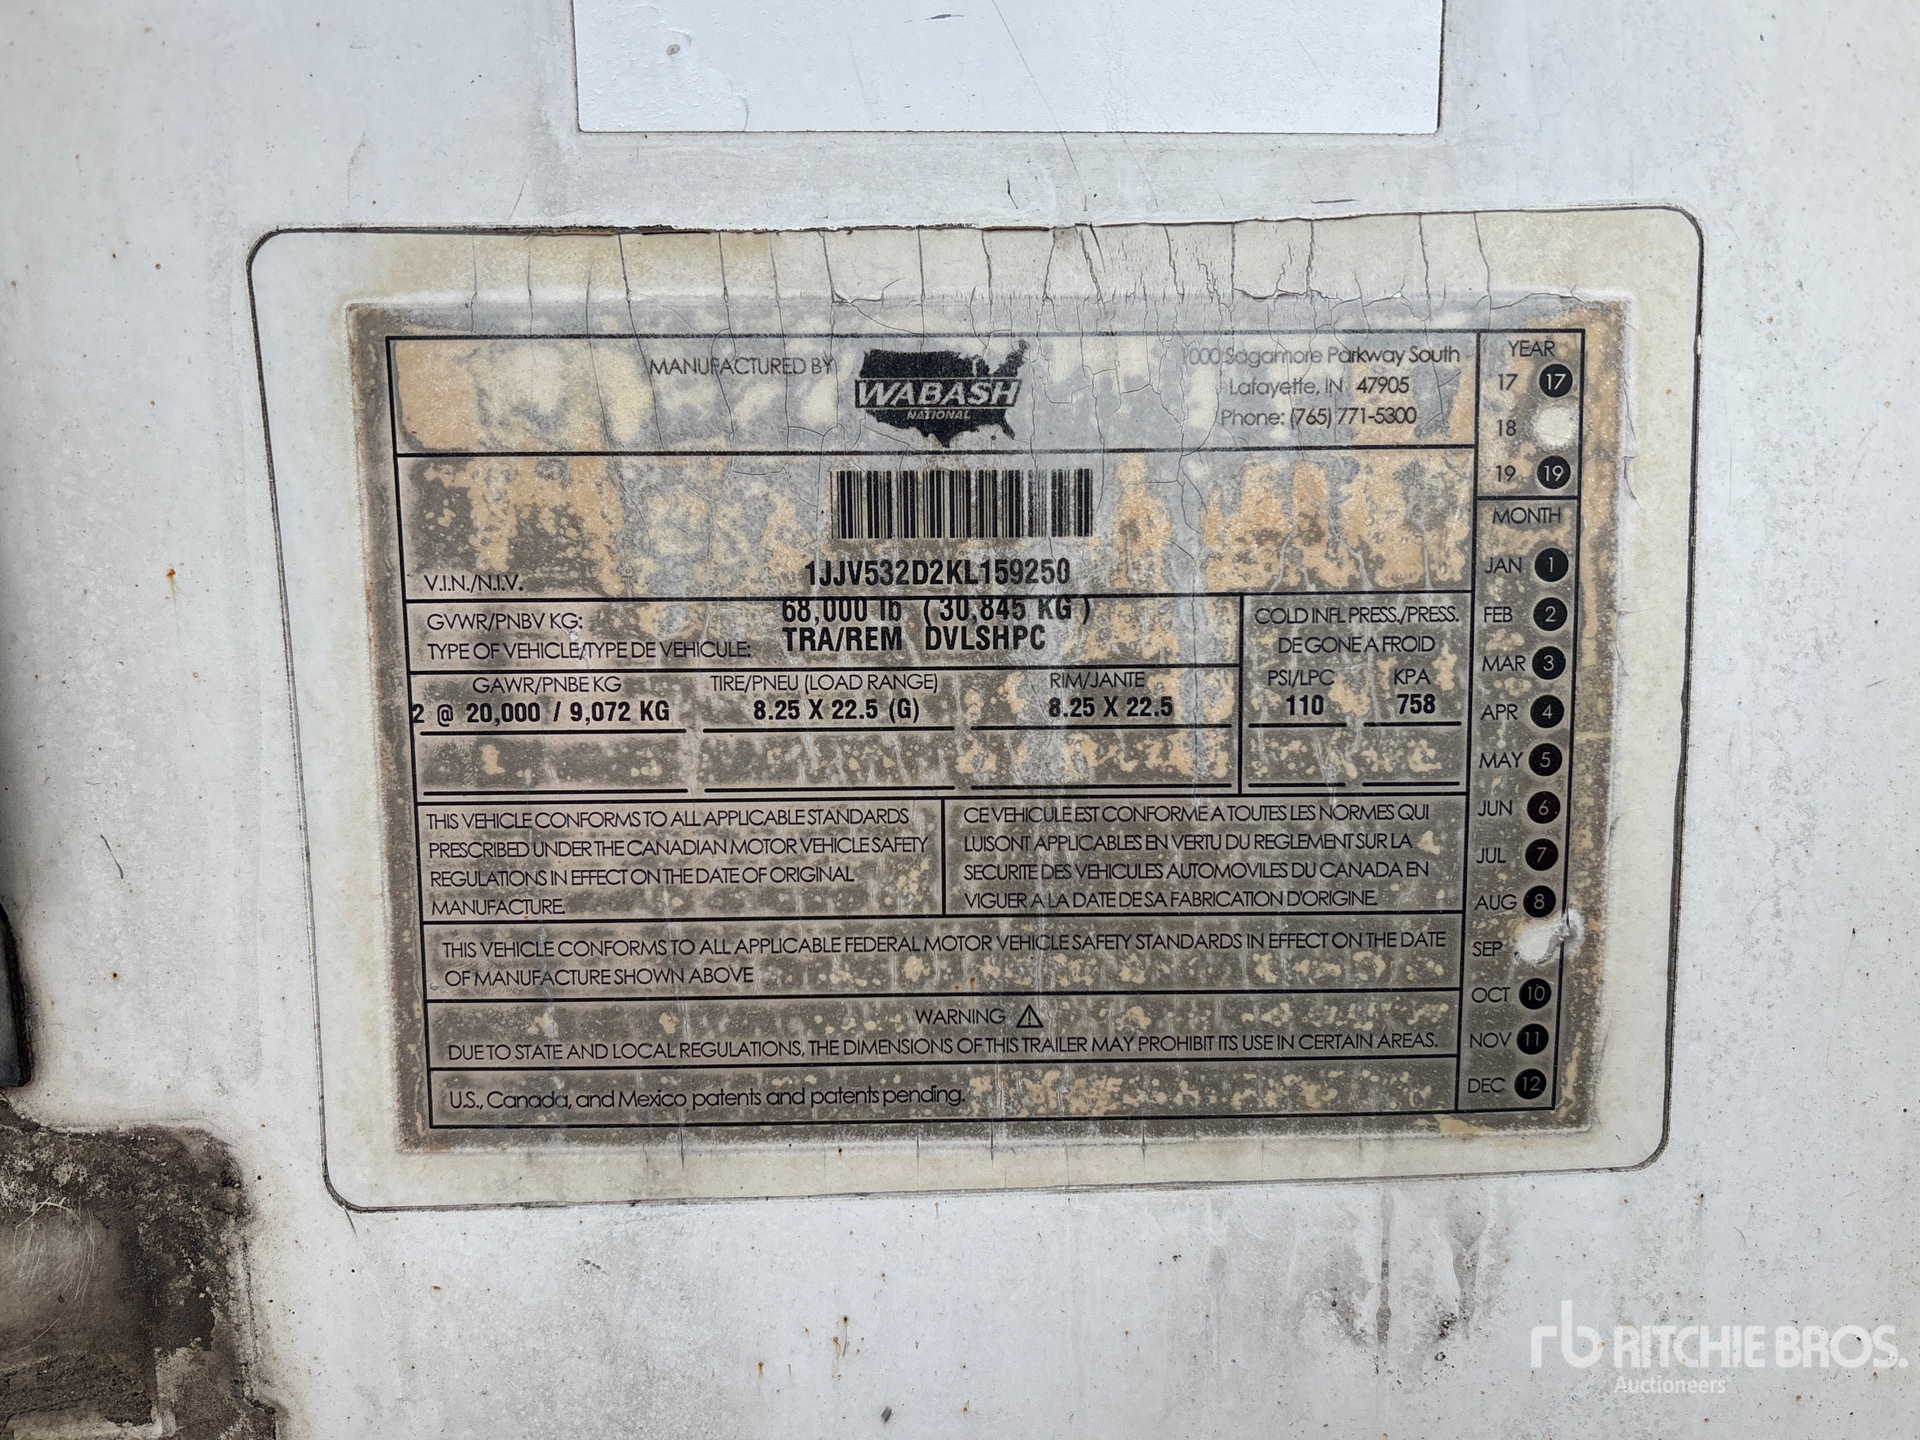 MANUFACTURED BY
WABASH
NATIONAL
1000 Sagamore Parkway South
Lafayette, IN 47905
Phone: (765) 771-5300
YEAR
17 17
18
19 19
MONTH
JAN 1
FEB 2
MAR 3
APR 4
MAY 5
JUN 6
JUL 7
AUG 8
SEP
OCT 10
NOV 11
DEC 12
V.I.N./N.I.V. 1JJV532D2KL159250
GVWR/PNBV KG: 68,000 lb ( 30,845 KG )
TYPE OF VEHICLE/TYPE DE VEHICULE: TRA/REM DVLSHPC
COLD INFL PRESS./PRESS.
DE GONE A FROID
GAWR/PNBE KG TIRE/PNEU (LOAD RANGE) RIM/JANTE PSI/LPC KPA
2 @ 20,000 / 9,072 KG 8.25 X 22.5 (G) 8.25 X 22.5 110 758
THIS VEHICLE CONFORMS TO ALL APPLICABLE STANDARDS
PRESCRIBED UNDER THE CANADIAN MOTOR VEHICLE SAFETY
REGULATIONS IN EFFECT ON THE DATE OF ORIGINAL
MANUFACTURE.
CE VEHICULE EST CONFORME A TOUTES LES NORMES QUI
LUISONT APPLICABLES EN VERTU DU REGLEMENT SUR LA
SECURITE DES VEHICULES AUTOMOVILES DU CANADA EN
VIGUER A LA DATE DE SA FABRICATION D'ORIGINE.
THIS VEHICLE CONFORMS TO ALL APPLICABLE FEDERAL MOTOR VEHICLE SAFETY STANDARDS IN EFFECT ON THE DATE
OF MANUFACTURE SHOWN ABOVE
WARNING
DUE TO STATE AND LOCAL REGULATIONS, THE DIMENSIONS OF THIS TRAILER MAY PROHIBIT ITS USE IN CERTAIN AREAS.
U.S., Canada, and Mexico patents and patents pending.
rb RITCHIE BROS.
Auctioneers